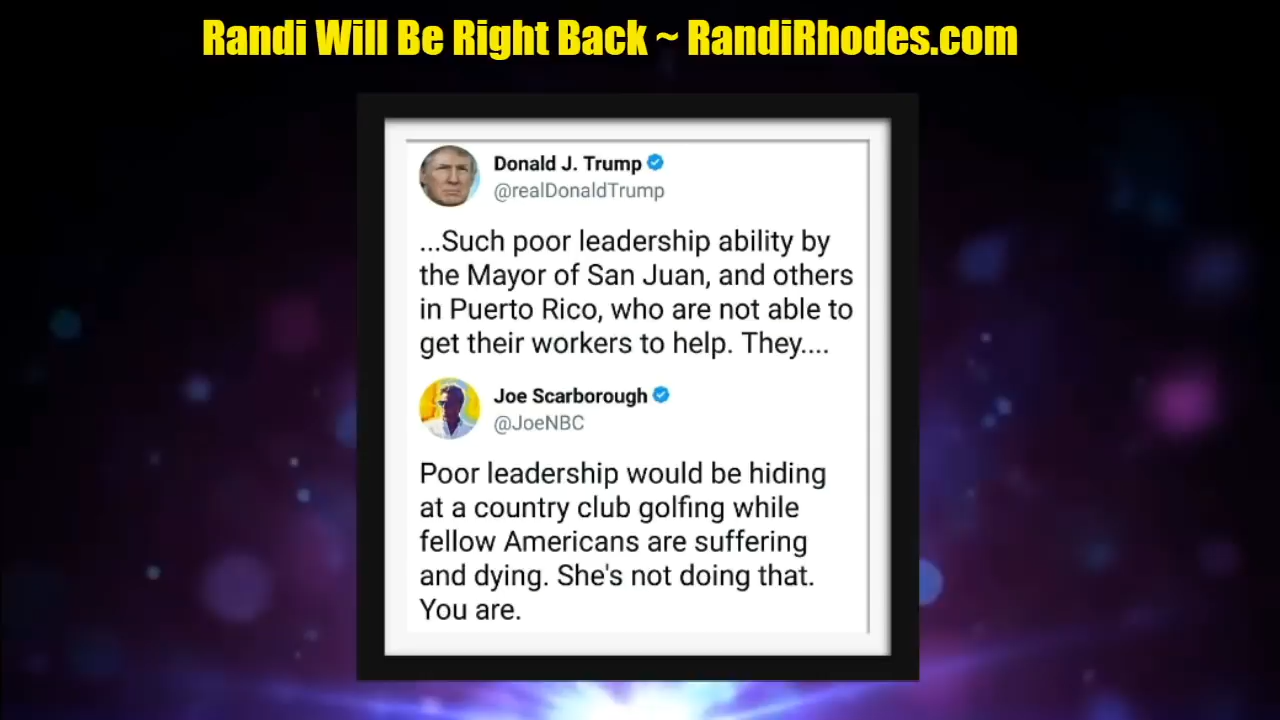 Randi Will Be Right Back ~ RandiRhodes.com
Donald J. Trump
@realDonaldTrump
...Such poor leadership ability by
the Mayor of San Juan, and others
in Puerto Rico, who are not able to
get their workers to help. They....
Joe Scarborough
@JoeNBC
Poor leadership would be hiding
at a country club golfing while
fellow Americans are suffering
and dying. She's not doing that.
You are.